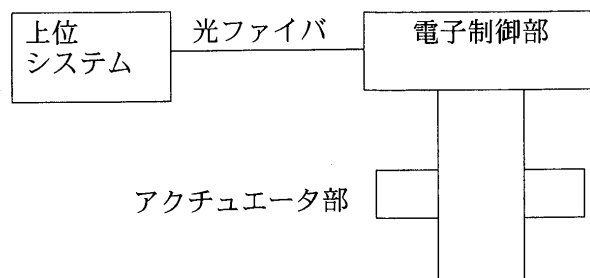 上位
システム
光ファイバ
電子制御部
アクチュエータ部